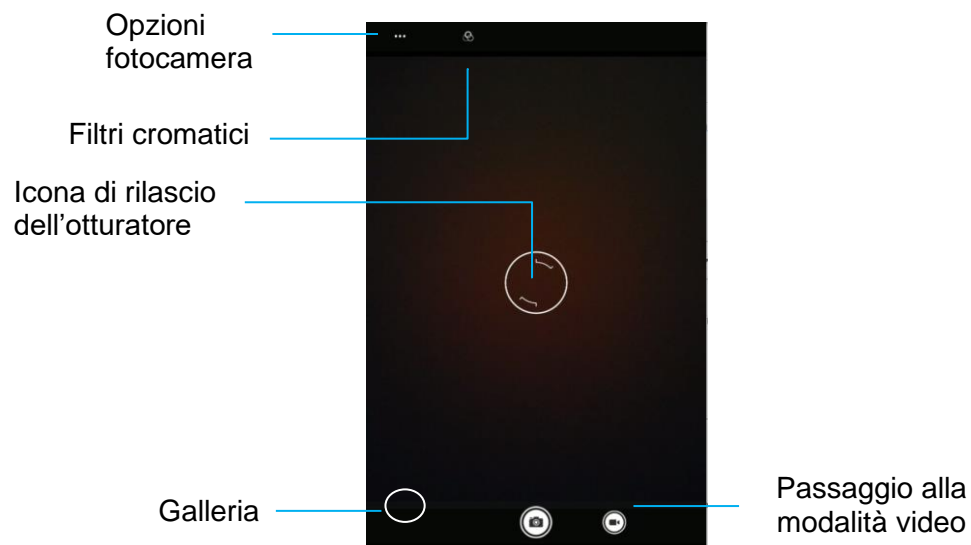 Opzioni
fotocamera
Filtri cromatici
Icona di rilascio
dell’otturatore
Galleria
Passaggio alla
modalità video